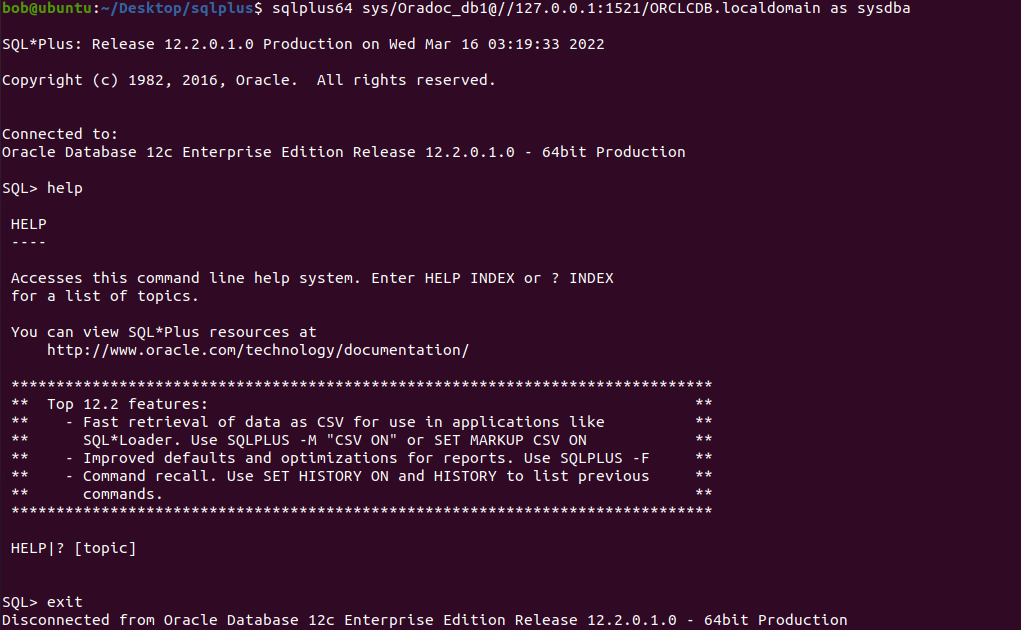 bob@ubuntu:~/Desktop/sqlplus$ sqlplus64 sys/Oradoc_db1@//127.0.0.1:1521/ORCLCDB.localdomain as sysdba
SQL*Plus: Release 12.2.0.1.0 Production on Wed Mar 16 03:19:33 2022
Copyright (c) 1982, 2016, Oracle.  All rights reserved.
Connected to:
Oracle Database 12c Enterprise Edition Release 12.2.0.1.0 - 64bit Production
SQL> help
 HELP
 ----
 Accesses this command line help system. Enter HELP INDEX or ? INDEX
 for a list of topics.
 You can view SQL*Plus resources at
     http://www.oracle.com/technology/documentation/
 ******************************************************************************
 **  Top 12.2 features:                                                      **
 **    - Fast retrieval of data as CSV for use in applications like          **
 **      SQL*Loader. Use SQLPLUS -M "CSV ON" or SET MARKUP CSV ON            **
 **    - Improved defaults and optimizations for reports. Use SQLPLUS -F     **
 **    - Command recall. Use SET HISTORY ON and HISTORY to list previous     **
 **      commands.                                                           **
 ******************************************************************************
 HELP|? [topic]
SQL> exit
Disconnected from Oracle Database 12c Enterprise Edition Release 12.2.0.1.0 - 64bit Production